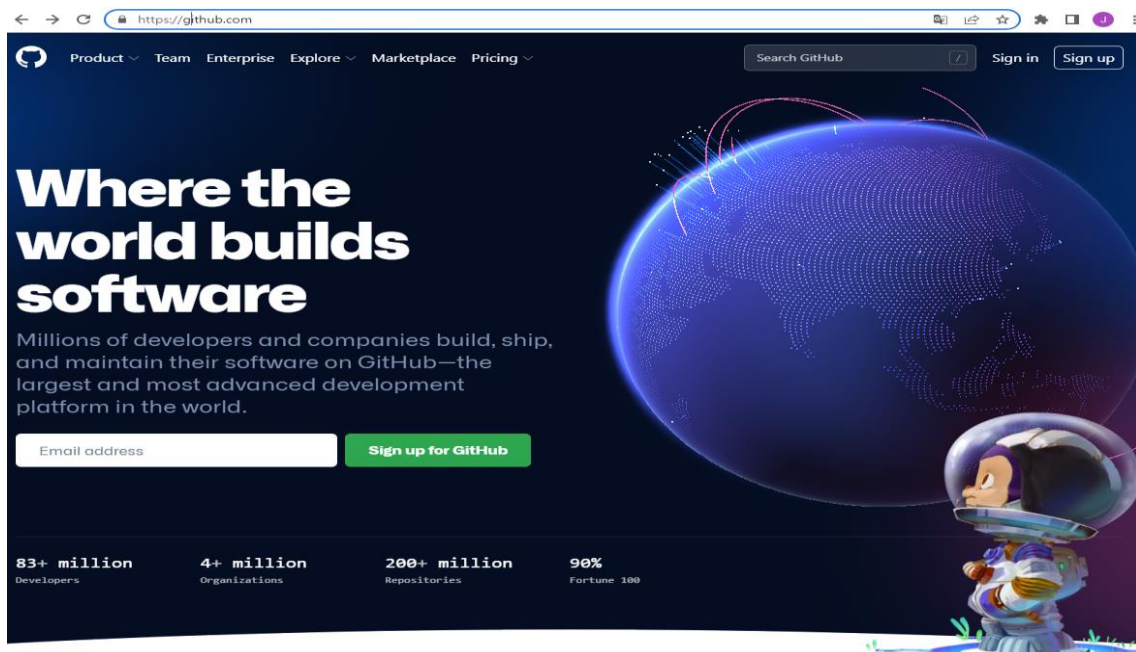 https://github.com
J
Product Team Enterprise Explore Marketplace Pricing
Search GitHub /
Sign in Sign up
Where the
world builds
software
Millions of developers and companies build, ship,
and maintain their software on GitHub—the
largest and most advanced development
platform in the world.
Email address
Sign up for GitHub
83+ million 4+ million 200+ million 90%
Developers Organizations Repositories Fortune 100